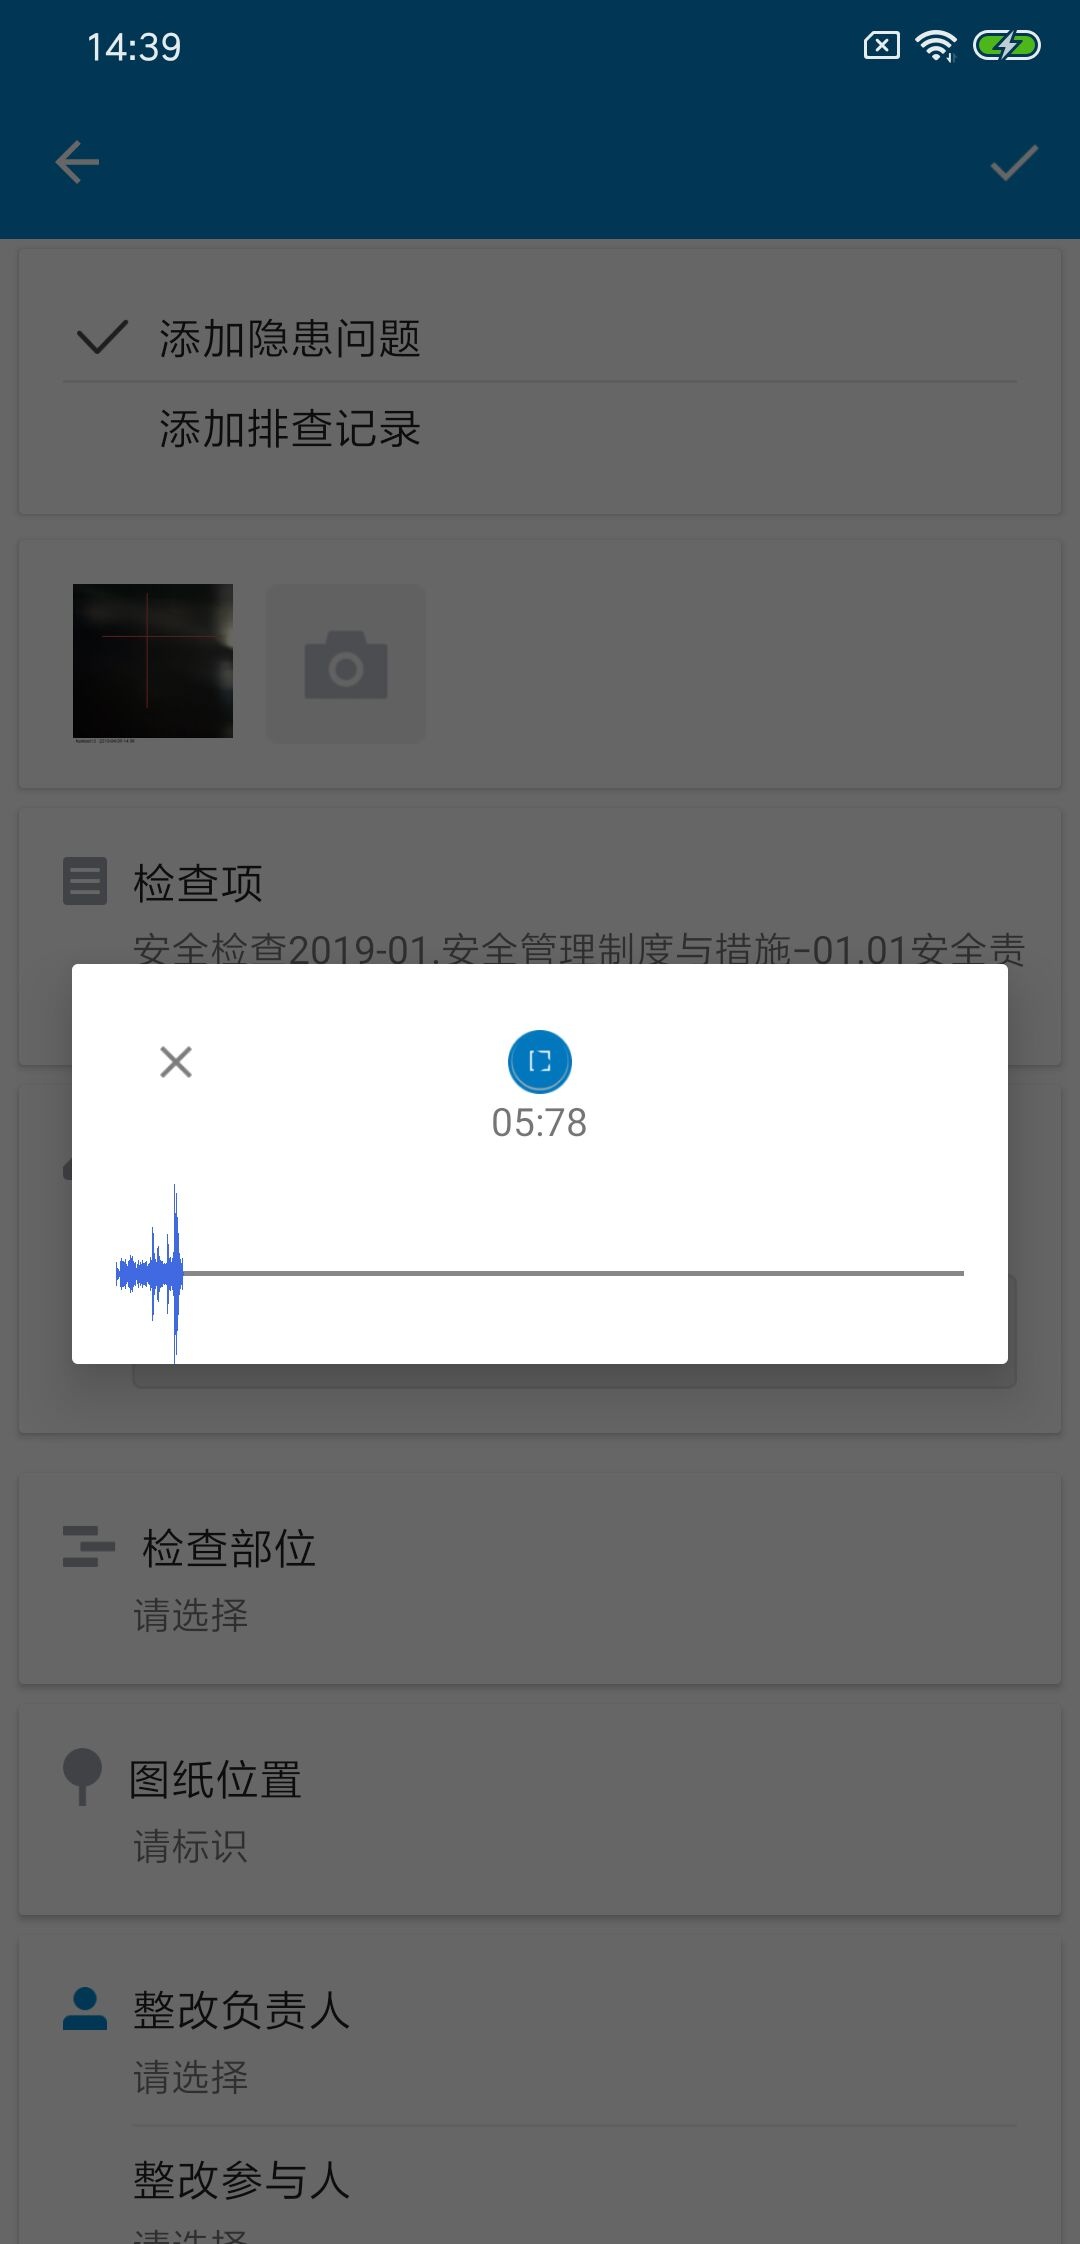 14:39
添加隐患问题
添加排查记录
检查项
安全检查2019-01.安全管理制度与措施-01.01安全责
05:78
检查部位
请选择
图纸位置
请标识
整改负责人
请选择
整改参与人
请选择